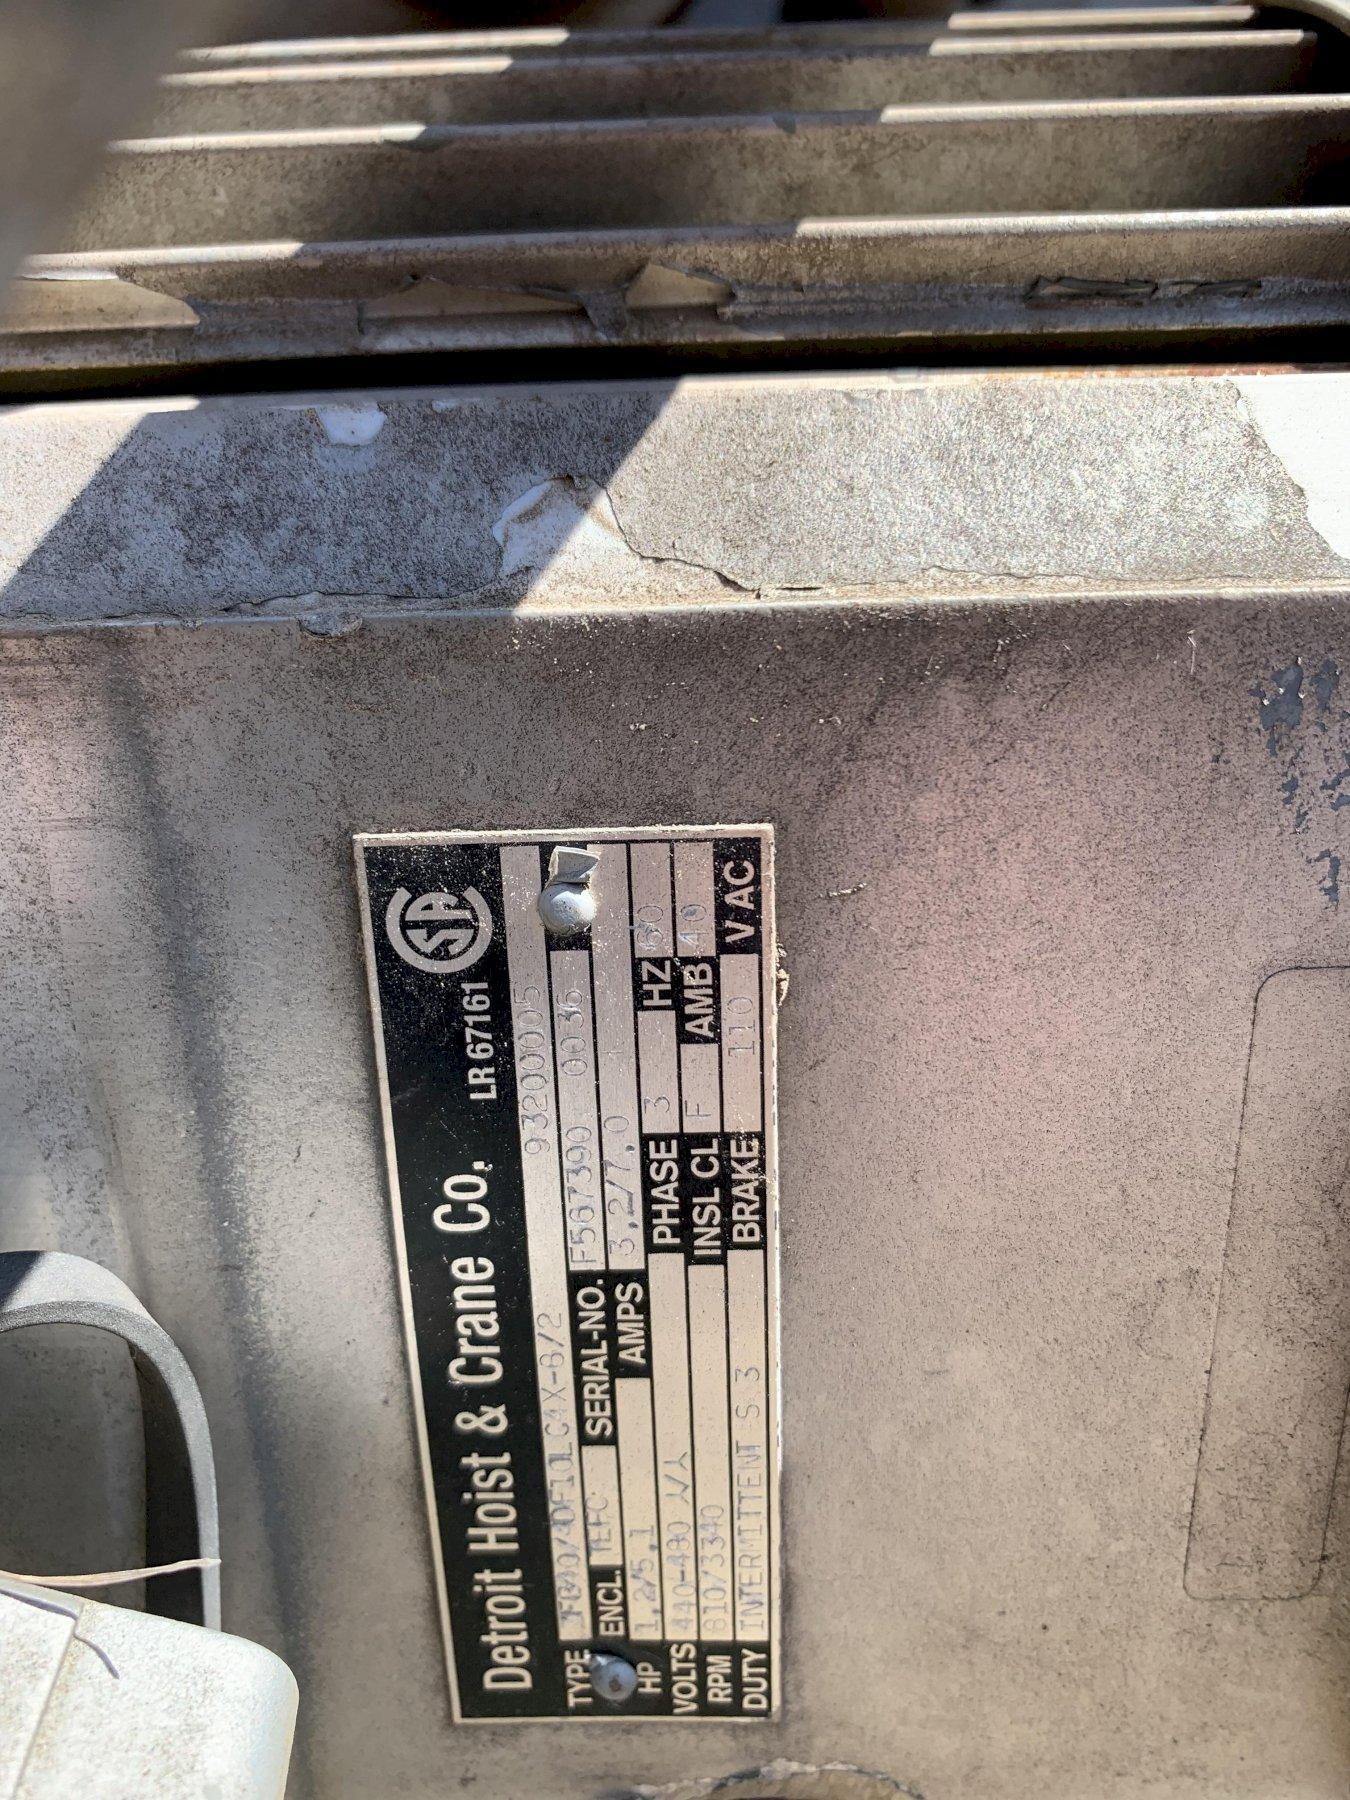 Detroit Hoist & Crane Co. LR 67161 SA
TYPE 93200005
ENCL. TEFC SERIAL-NO. F567390 0036
HP 1,2/5,1 AMPS 3,2/7.0
VOLTS 440-480 PHASE 3 HZ 60
RPM 810/3340 INSL CL F AMB 40
DUTY INTERMITTENT S 3 BRAKE 110 V AC